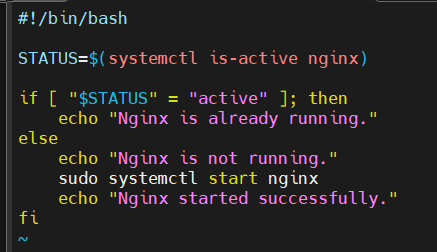 #!/bin/bash

STATUS=$(systemctl is-active nginx)

if [ "$STATUS" = "active" ]; then
    echo "Nginx is already running."
else
    echo "Nginx is not running."
    sudo systemctl start nginx
    echo "Nginx started successfully."
fi
~